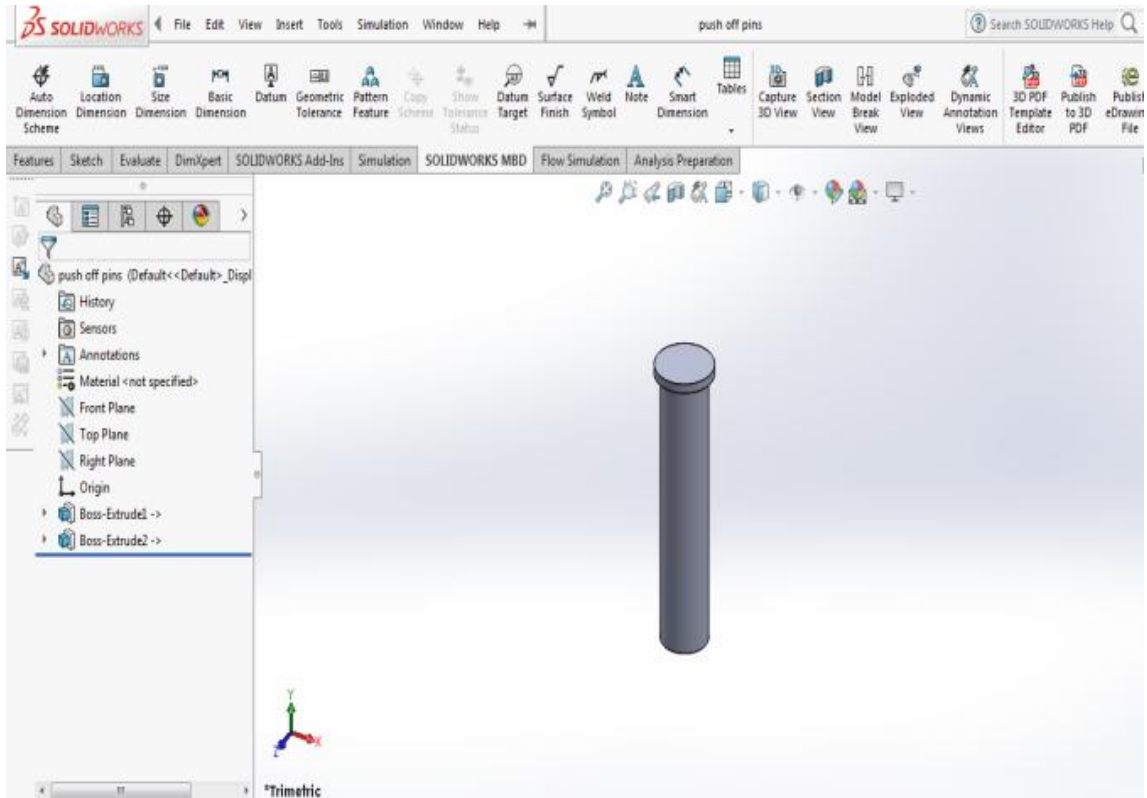 SOLIDWORKS File Edit View Insert Tools Simulation Window Help push off pins Search SOLIDWORKS Help
Auto Dimension Scheme
Location Dimension
Size Dimension
Basic Dimension
Datum
Geometric Tolerance
Pattern Feature
Copy Scheme
Show Tolerance Status
Datum Target
Surface Finish
Weld Symbol
Note
Smart Dimension
Tables
Capture 3D View
Section View
Model Break View
Exploded View
Dynamic Annotation Views
3D PDF Template Editor
Publish to 3D PDF
Publish eDrawin File
Features Sketch Evaluate DimXpert SOLIDWORKS Add-Ins Simulation SOLIDWORKS MBD Flow Simulation Analysis Preparation
push off pins (Default<<Default>_Displ
History
Sensors
Annotations
Material <not specified>
Front Plane
Top Plane
Right Plane
Origin
Boss-Extrude1 ->
Boss-Extrude2 ->
Y
X
Z
*Trimetric